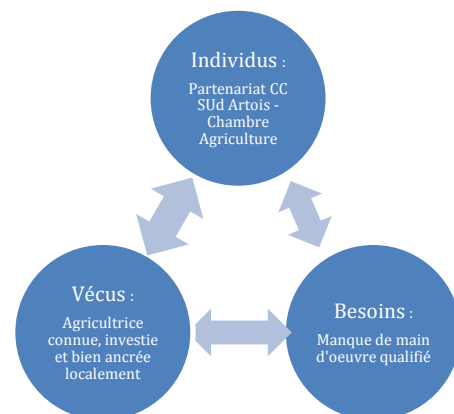 Individus :
Partenariat CC
SUd Artois -
Chambre
Agriculture
Vécus :
Agricultrice
connue, investie
et bien ancrée
localement
Besoins :
Manque de main
d'oeuvre qualifié